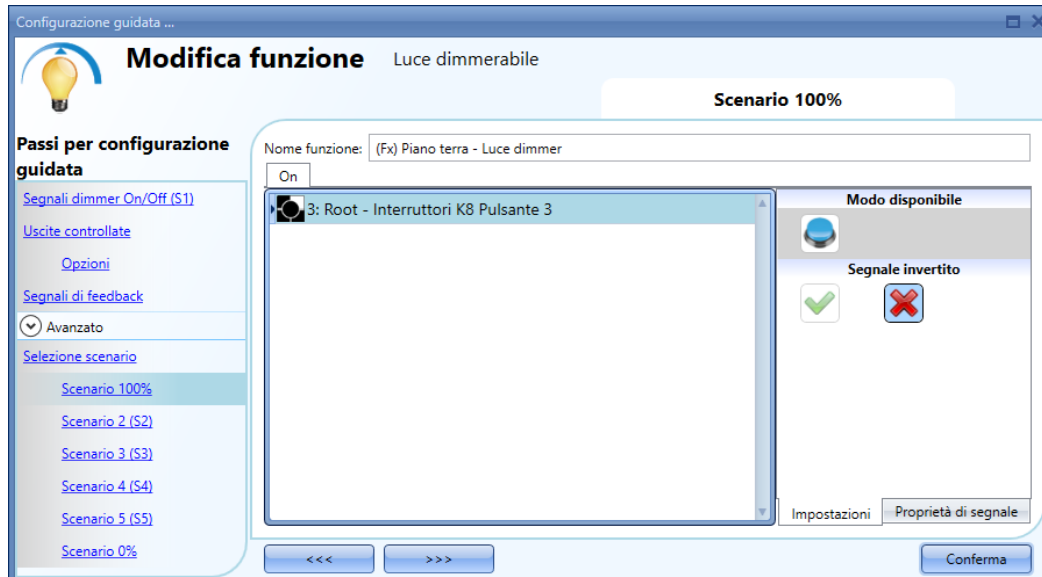 Configurazione guidata ...
Modifica funzione Luce dimmerabile
Scenario 100%
Passi per configurazione
guidata
Segnali dimmer On/Off (S1)
Uscite controllate
Opzioni
Segnali di feedback
Avanzato
Selezione scenario
Scenario 100%
Scenario 2 (S2)
Scenario 3 (S3)
Scenario 4 (S4)
Scenario 5 (S5)
Scenario 0%
Nome funzione: (Fx) Piano terra - Luce dimmer
On
3: Root - Interruttori K8 Pulsante 3
Modo disponibile
Segnale invertito
Impostazioni Proprietà di segnale
<<< >>> Conferma